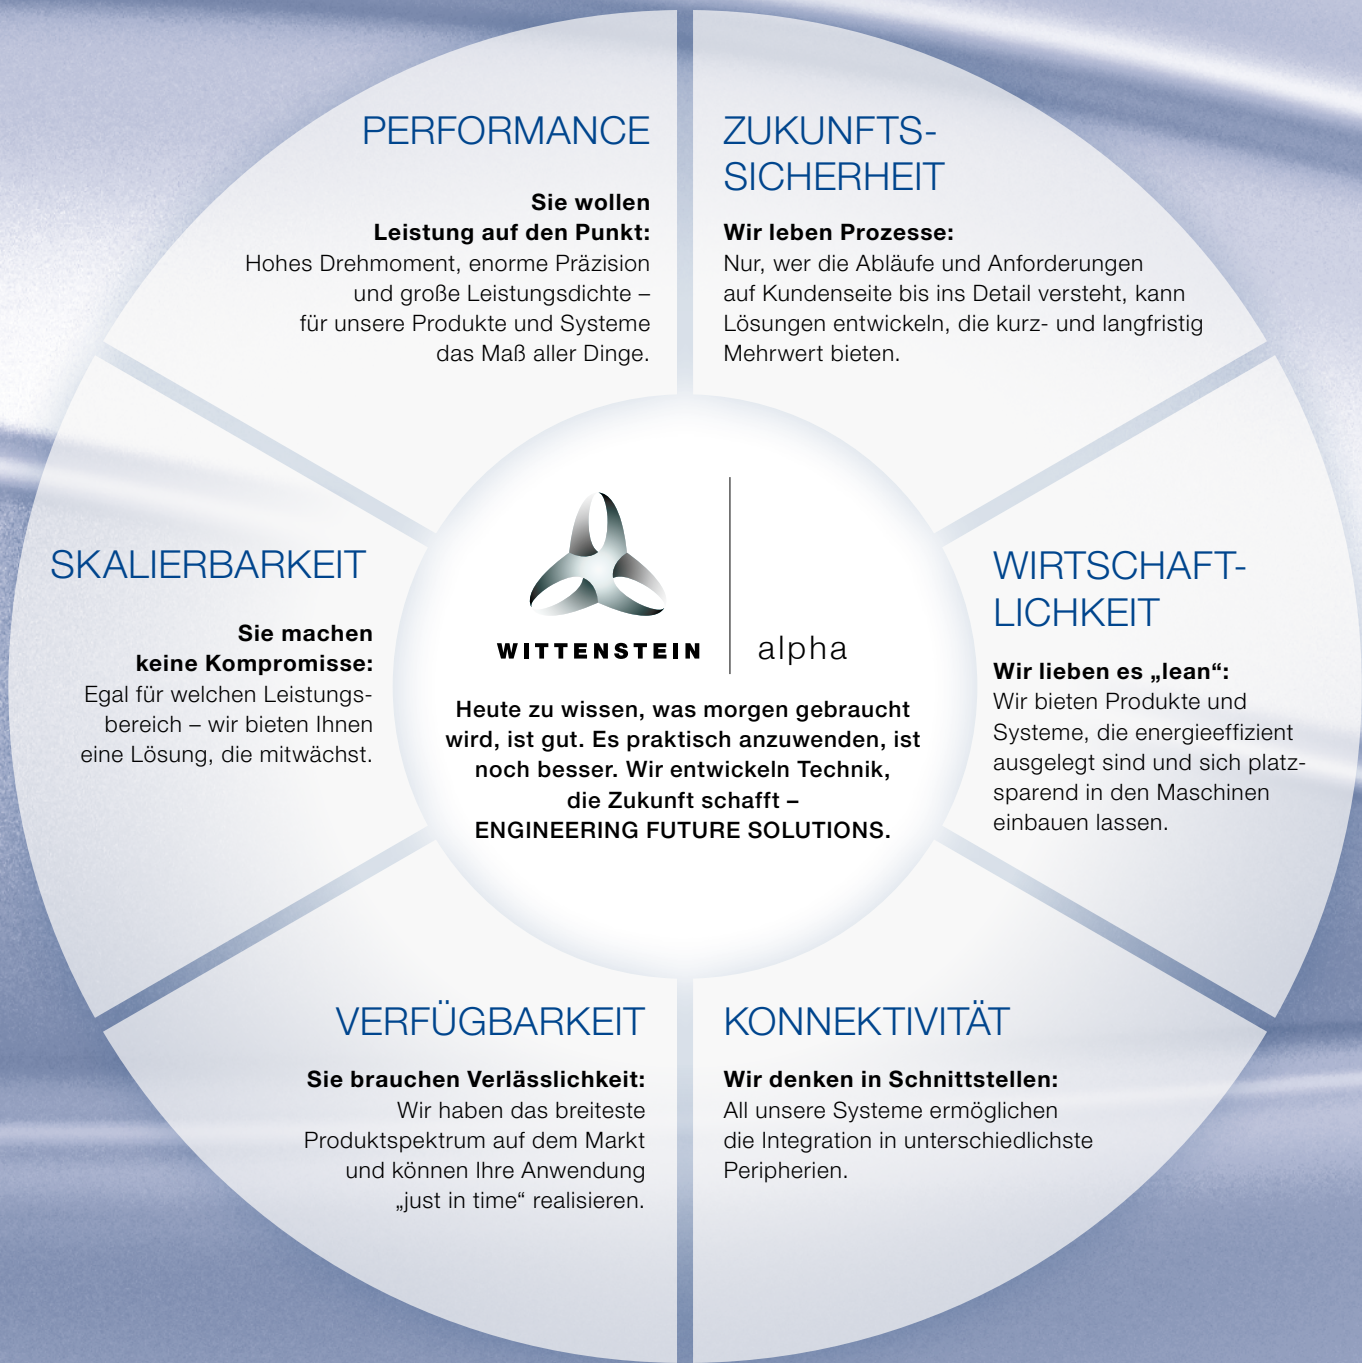 PERFORMANCE
Sie wollen
Leistung auf den Punkt:
Hohes Drehmoment, enorme Präzision
und große Leistungsdichte –
für unsere Produkte und Systeme
das Maß aller Dinge.
ZUKUNFTS-
SICHERHEIT
Wir leben Prozesse:
Nur, wer die Abläufe und Anforderungen
auf Kundenseite bis ins Detail versteht, kann
Lösungen entwickeln, die kurz- und langfristig
Mehrwert bieten.
SKALIERBARKEIT
Sie machen
keine Kompromisse:
Egal für welchen Leistungs-
bereich – wir bieten Ihnen
eine Lösung, die mitwächst.
WITTENSTEIN
alpha
Heute zu wissen, was morgen gebraucht
wird, ist gut. Es praktisch anzuwenden, ist
noch besser. Wir entwickeln Technik,
die Zukunft schafft –
ENGINEERING FUTURE SOLUTIONS.
WIRTSCHAFT-
LICHKEIT
Wir lieben es „lean“:
Wir bieten Produkte und
Systeme, die energieeffizient
ausgelegt sind und sich platz-
sparend in den Maschinen
einbauen lassen.
VERFÜGBARKEIT
Sie brauchen Verlässlichkeit:
Wir haben das breiteste
Produktspektrum auf dem Markt
und können Ihre Anwendung
„just in time“ realisieren.
KONNEKTIVITÄT
Wir denken in Schnittstellen:
All unsere Systeme ermöglichen
die Integration in unterschiedlichste
Peripherien.